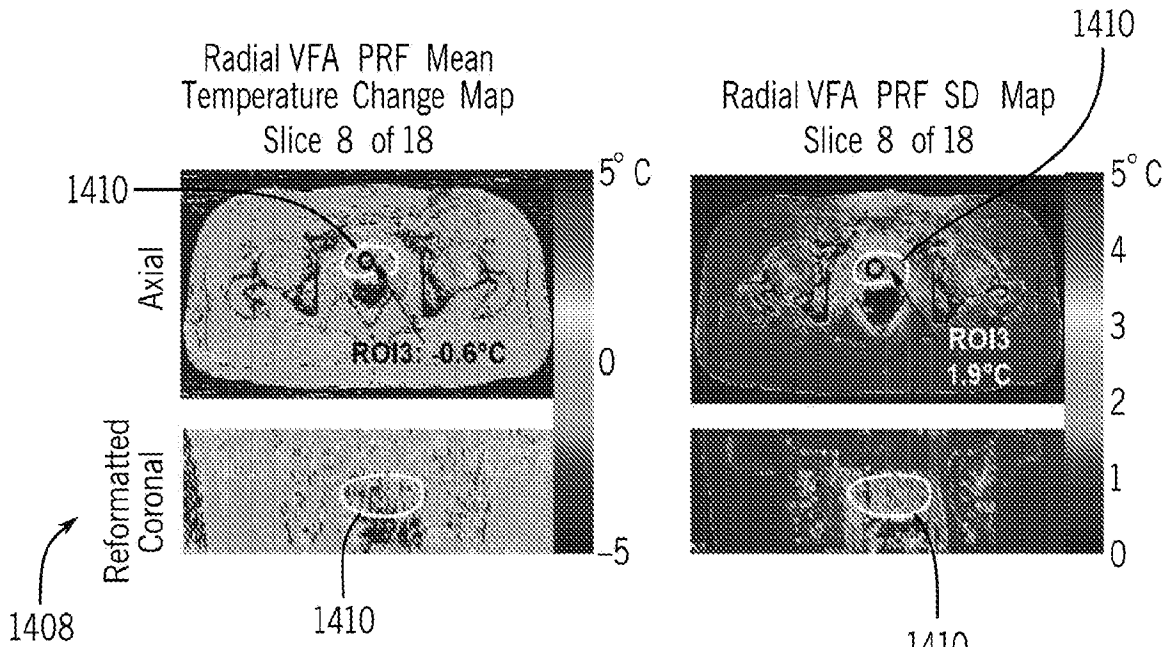 1410
Radial VFA PRF Mean
Temperature Change Map
Slice 8 of 18
Radial VFA PRF SD Map
Slice 8 of 18
1410
5° C
0
-5
5° C
4
3
2
1
0
Axial
ROI3: -0.6°C
ROI3
1.9°C
Reformatted
Coronal
1408
1410
1410